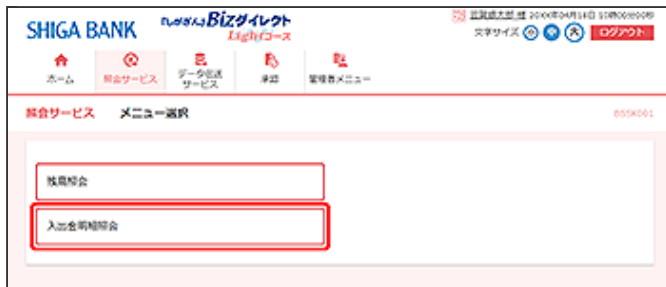 SHIGA BANK
しがぎんBizダイレクト
Lightコース
文字サイズ 小 中 大 ログアウト
ホーム
照会サービス
データ伝送
サービス
承認
管理者メニュー
照会サービス メニュー選択
BSSK001
残高照会
入出金明細照会